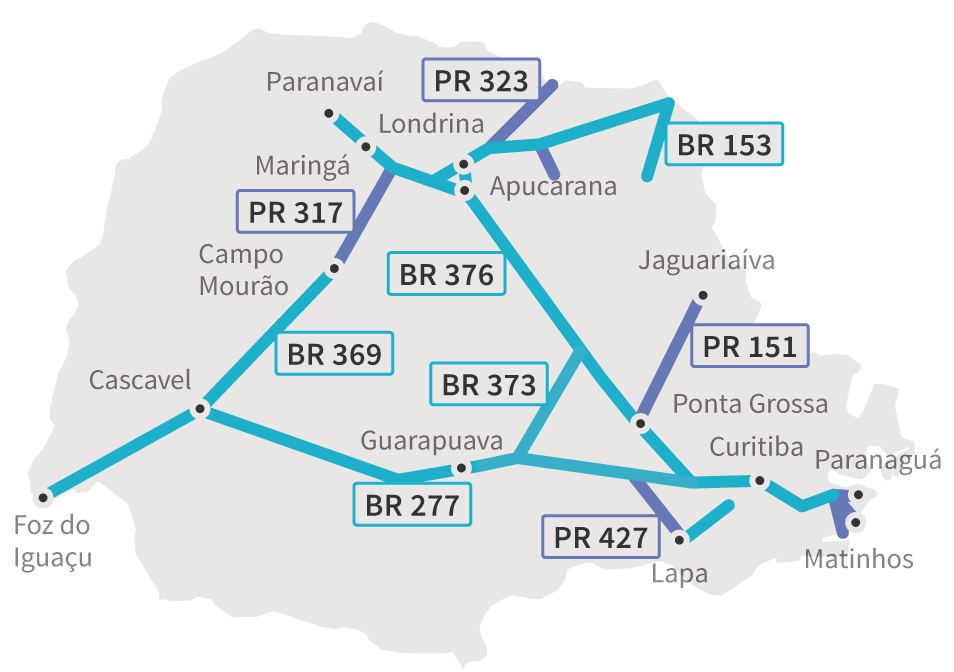 Paranavaí
PR 323
Londrina
BR 153
Maringá
Apucarana
PR 317
Campo
Mourão
BR 376
Jaguariaíva
BR 369
PR 151
Cascavel
BR 373
Ponta Grossa
Guarapuava
Curitiba
Paranaguá
BR 277
Foz do
Iguaçu
PR 427
Matinhos
Lapa